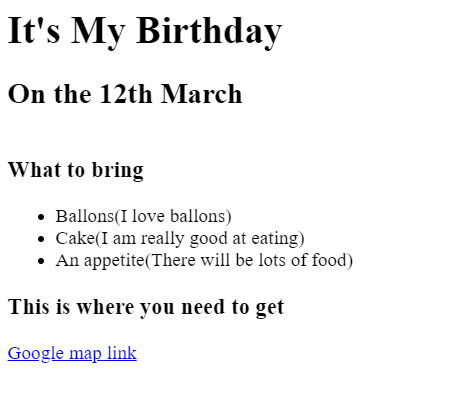 It's My Birthday
On the 12th March
What to bring
Ballons(I love ballons)
Cake(I am really good at eating)
An appetite(There will be lots of food)
This is where you need to get
Google map link